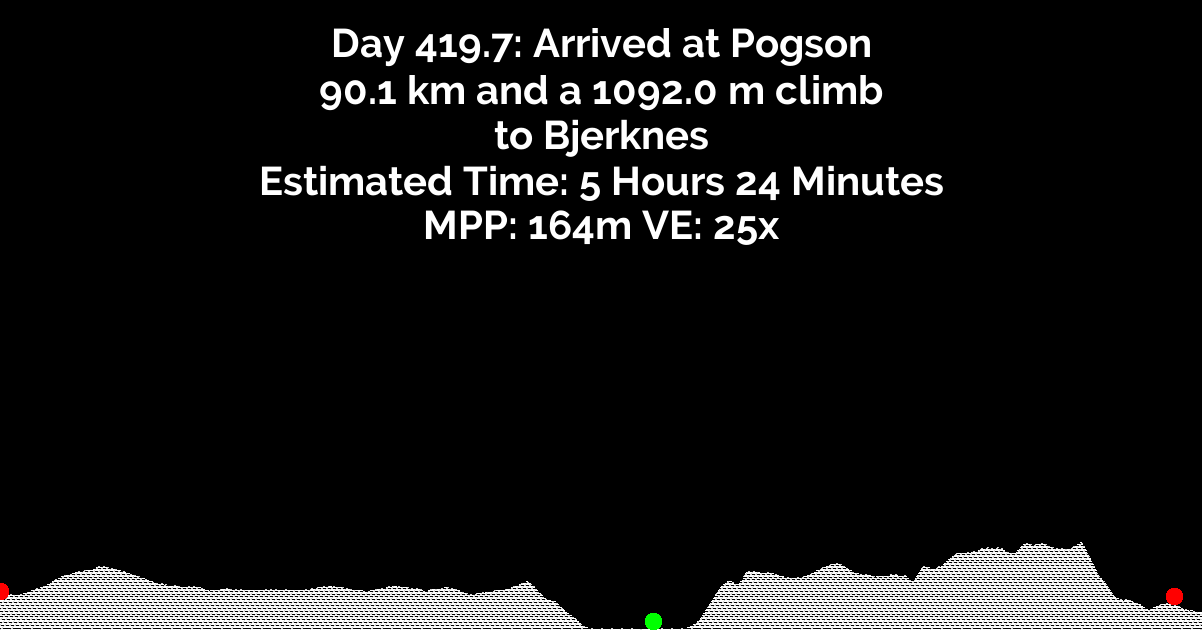 Day 419.7: Arrived at Pogson
90.1 km and a 1092.0 m climb
to Bjerknes
Estimated Time: 5 Hours 24 Minutes
MPP: 164m VE: 25x